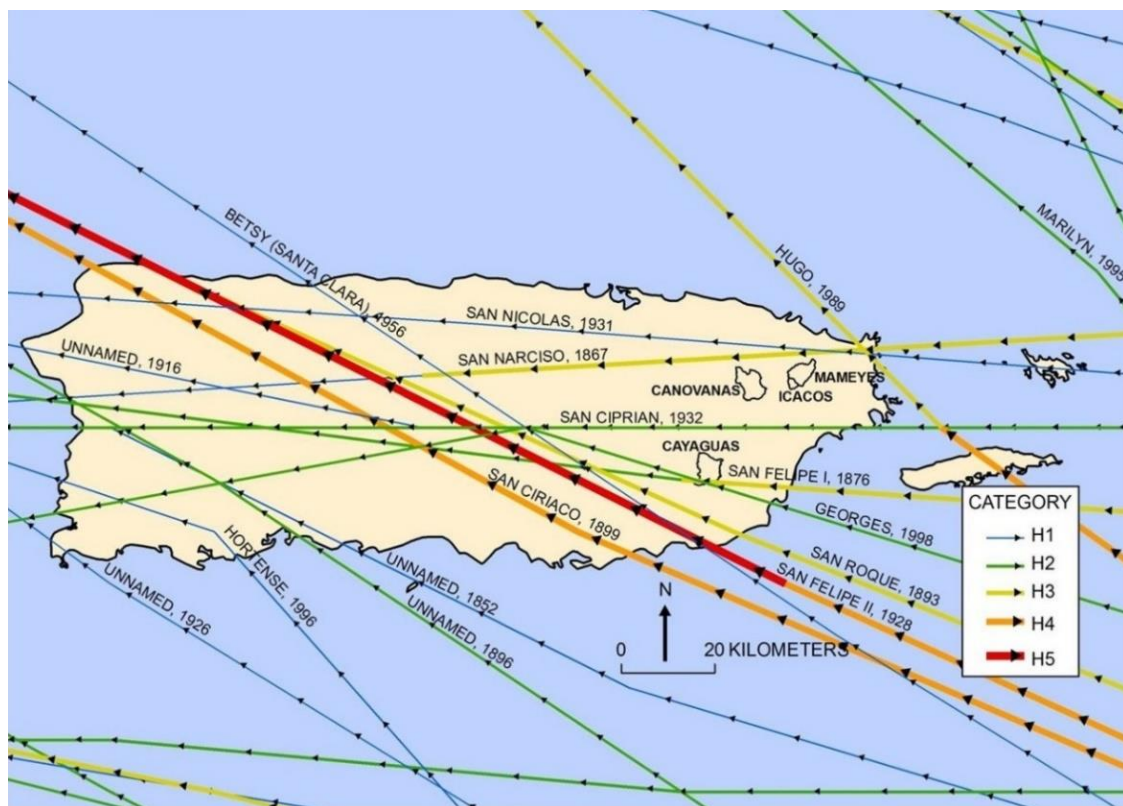 MARILYN, 1995
HUGO, 1989
BETSY (SANTA CLARA), 4956
SAN NICOLAS, 1931
UNNAMED, 1916
SAN NARCISO, 1867
CANOVANAS
MAMEYES
ICACOS
SAN CIPRIAN, 1932
CAYAGUAS
SAN FELIPE I, 1876
SAN CIRIACO, 1899
GEORGES, 1998
HORTENSE, 1996
SAN ROQUE, 1893
SAN FELIPE II, 1928
UNNAMED, 1926
UNNAMED, 1852
UNNAMED, 1896
N
0 20 KILOMETERS
CATEGORY
H1
H2
H3
H4
H5